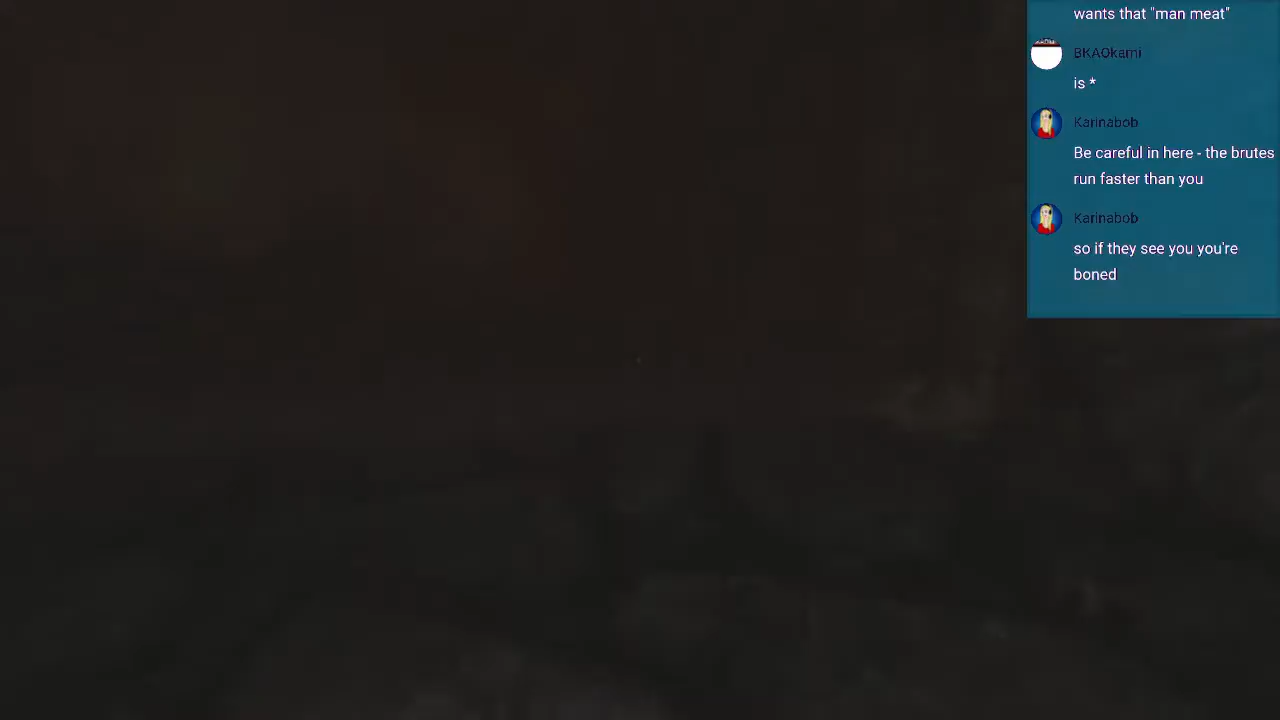 wants that "man meat"
BKAOkami
is *
Karinabob
Be careful in here - the brutes
run faster than you
Karinabob
so if they see you you're
boned